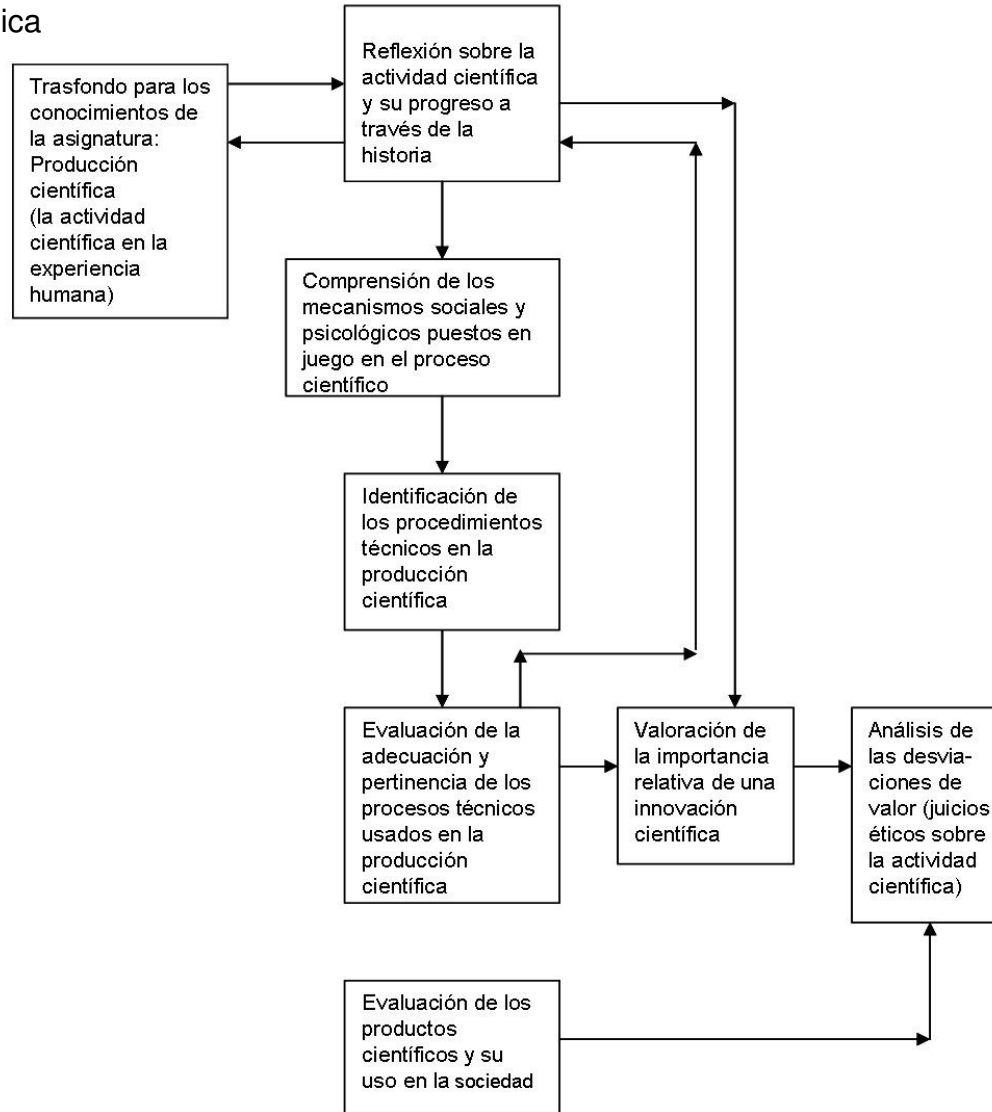 ica
Reflexión sobre la
actividad científica
y su progreso a
través de la
historia
Trasfondo para los
conocimientos de
la asignatura:
Producción
científica
(la actividad
científica en la
experiencia
humana)
Comprensión de los
mecanismos sociales y
psicológicos puestos en
juego en el proceso
científico
Identificación de
los procedimientos
técnicos en la
producción
científica
Evaluación de la
adecuación y
pertinencia de los
procesos técnicos
usados en la
producción
científica
Valoración de
la importancia
relativa de una
innovación
científica
Análisis de
las desvia-
ciones de
valor (juicios
éticos sobre
la actividad
científica)
Evaluación de los
productos
científicos y su
uso en la sociedad